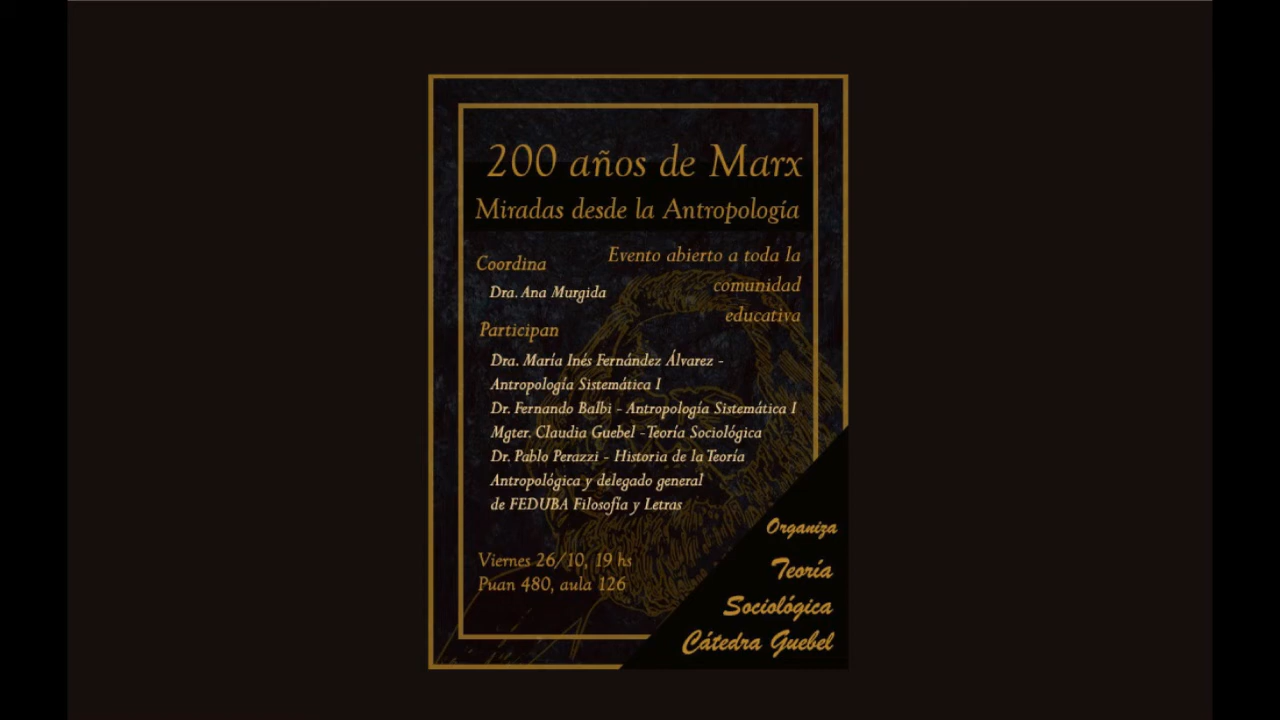 200 años de Marx
Miradas desde la Antropología
Evento abierto a toda la
comunidad
educativa
Coordina
Dra. Ana Murgida
Participan
Dra. María Inés Fernández Álvarez -
Antropología Sistemática I
Dr. Fernando Balbi - Antropología Sistemática I
Mgter. Claudia Guebel -Teoría Sociológica
Dr. Pablo Perazzi - Historia de la Teoría
Antropológica y delegado general
de FEDUBA Filosofía y Letras
Viernes 26/10, 19 hs
Puan 480, aula 126
Organiza
Teoría
Sociológica
Cátedra Guebel